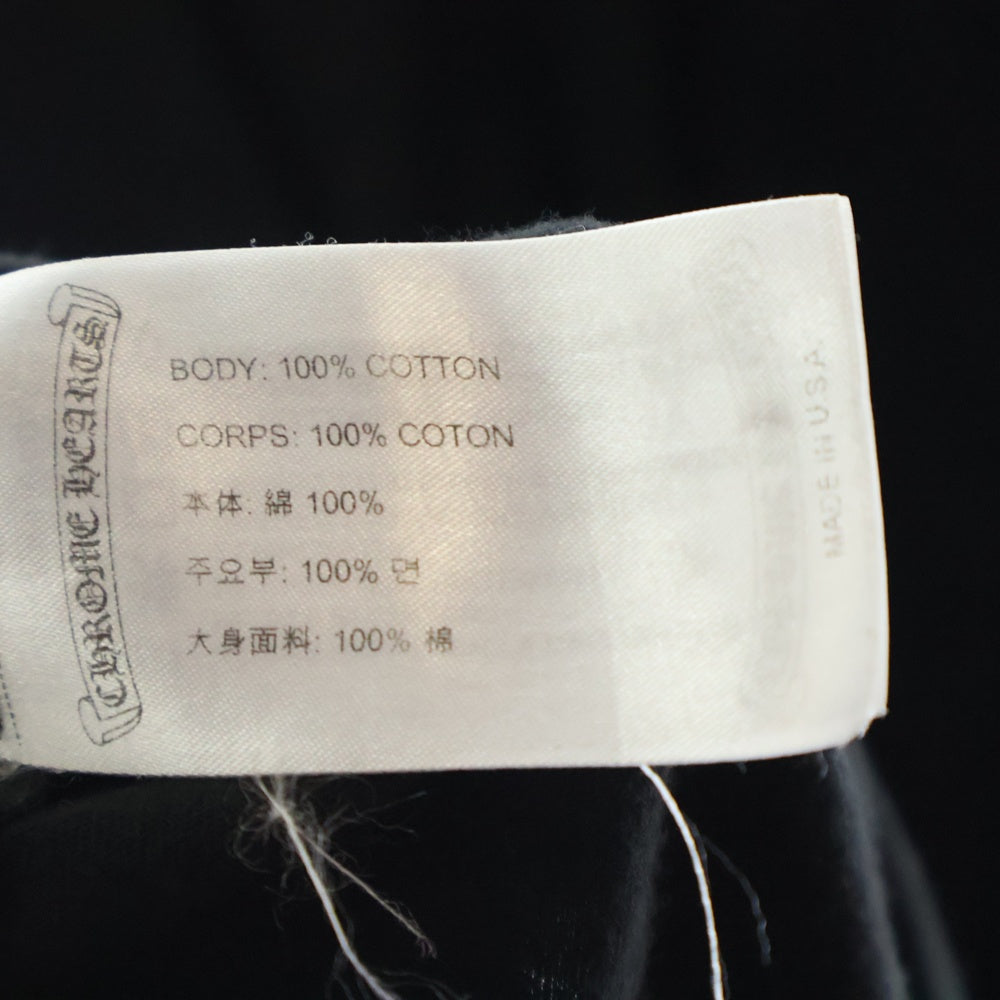 CHROME HEARTS
BODY: 100% COTTON
CORPS: 100% COTON
本体: 綿 100%
주요부: 100% 면
大身面料: 100% 棉
MADE IN U.S.A.